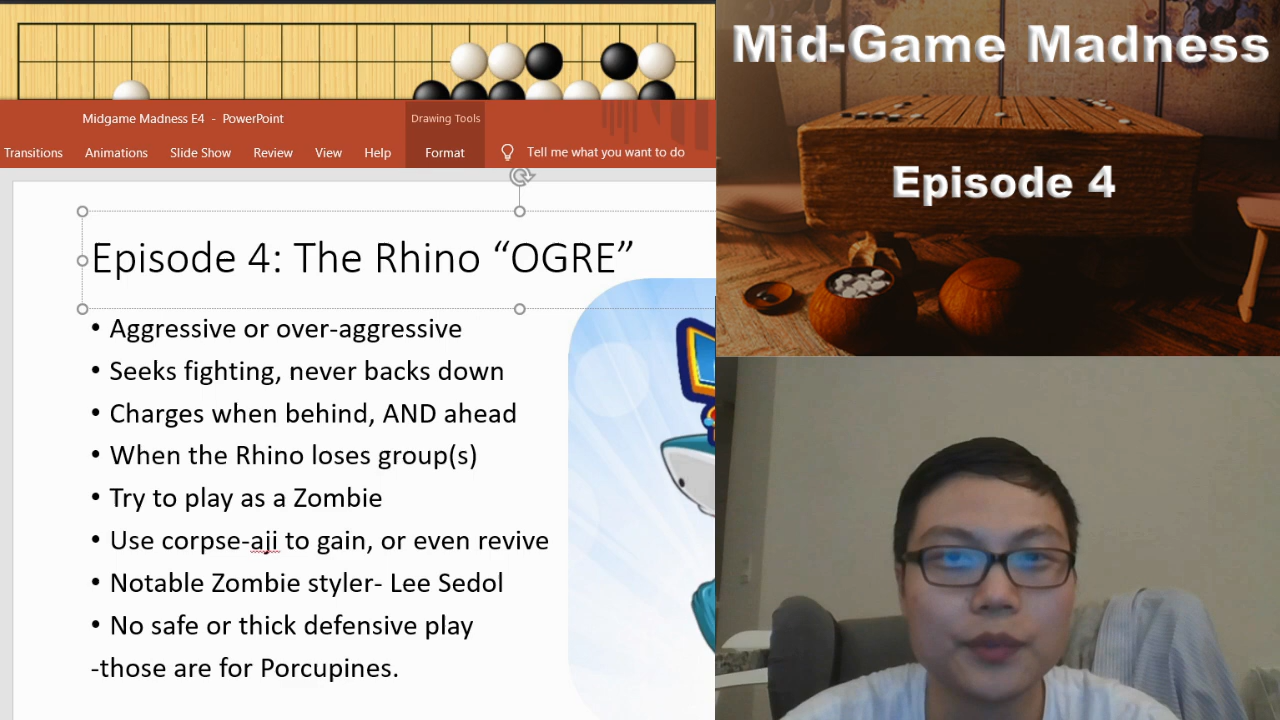 Mid-Game Madness
Episode 4
Midgame Madness E4 - PowerPoint
Drawing Tools
Transitions Animations Slide Show Review View Help Format Tell me what you want to do
Episode 4: The Rhino “OGRE”
• Aggressive or over-aggressive
• Seeks fighting, never backs down
• Charges when behind, AND ahead
• When the Rhino loses group(s)
• Try to play as a Zombie
• Use corpse-aji to gain, or even revive
• Notable Zombie styler- Lee Sedol
• No safe or thick defensive play
-those are for Porcupines.